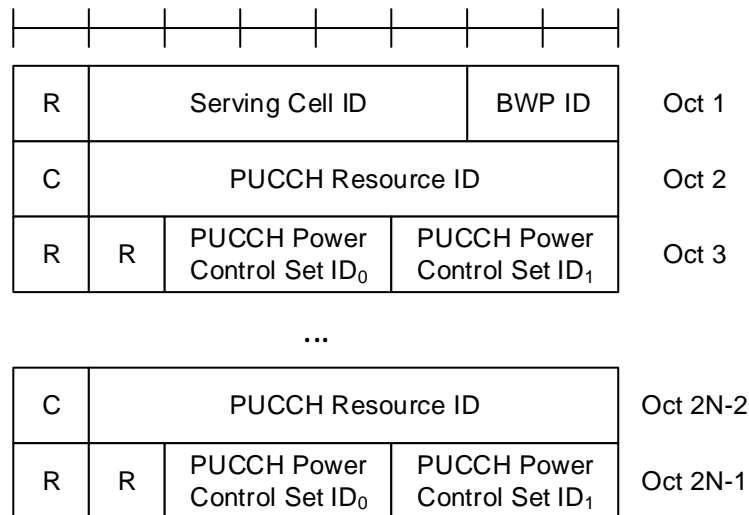 R Serving Cell ID BWP ID Oct 1
C PUCCH Resource ID Oct 2
R R PUCCH Power Control Set ID0 PUCCH Power Control Set ID1 Oct 3
...
C PUCCH Resource ID Oct 2N-2
R R PUCCH Power Control Set ID0 PUCCH Power Control Set ID1 Oct 2N-1